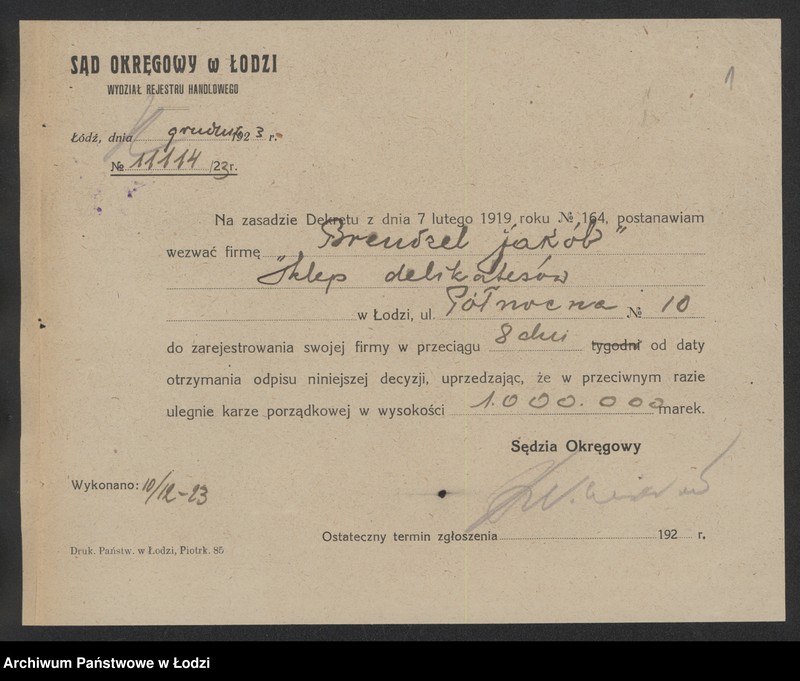 1
SĄD OKRĘGOWY w ŁODZI
WYDZIAŁ REJESTRU HANDLOWEGO
Łódź, dnia grudnia 1923 r.
№ 11114/23 r.
Na zasadzie Dekretu z dnia 7 lutego 1919 roku № 164, postanawiam
wezwać firmę „Brendzel Jakób"
"Sklep delikatesów
w Łodzi, ul. Północna № 10
do zarejestrowania swojej firmy w przeciągu 8 dni tygodni od daty
otrzymania odpisu niniejszej decyzji, uprzedzając, że w przeciwnym razie
ulegnie karze porządkowej w wysokości 1.000.000 marek.
Sędzia Okręgowy
Wykonano: 10/12-23
Ostateczny termin zgłoszenia 192 r.
Druk. Państw. w Łodzi, Piotrk. 85
Archiwum Państwowe w Łodzi